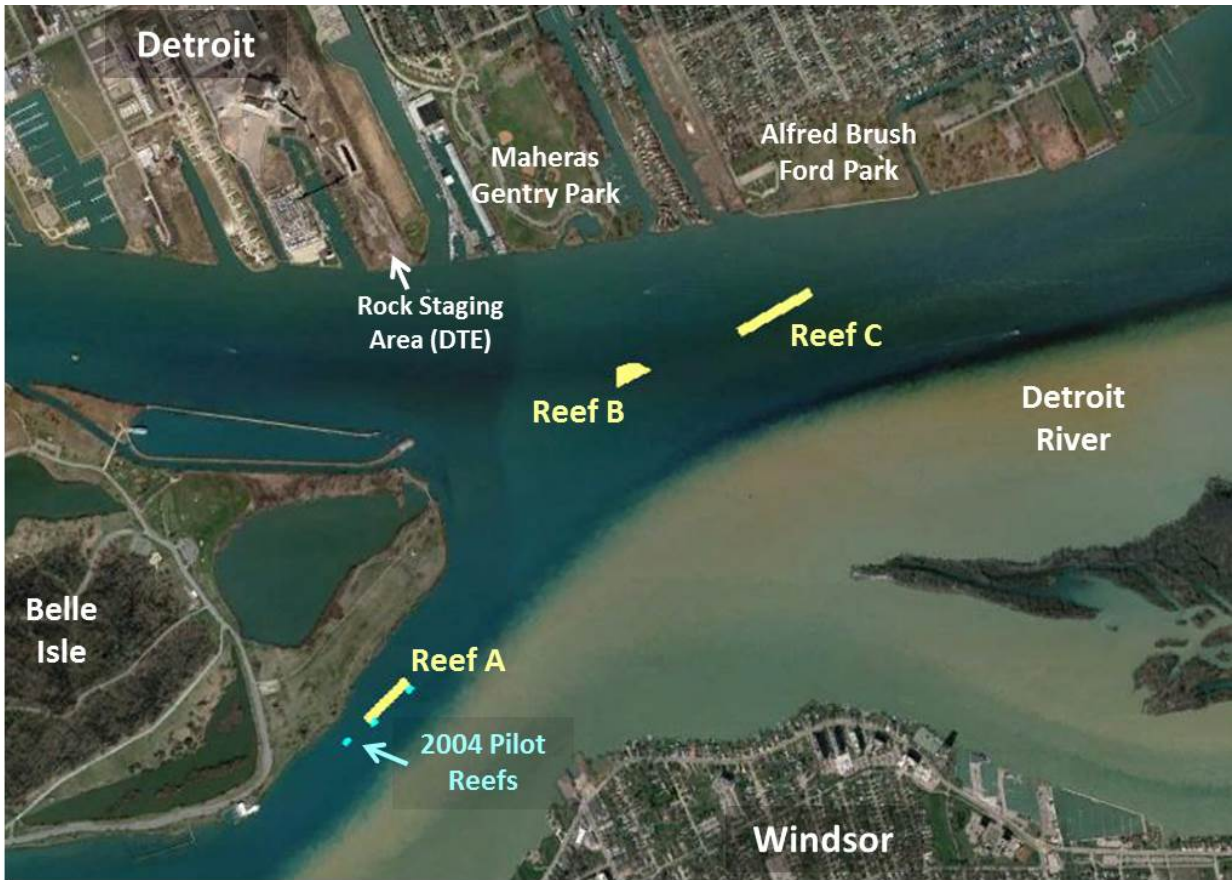 Detroit
Maheras
Gentry Park
Alfred Brush
Ford Park
Rock Staging
Area (DTE)
Reef C
Reef B
Detroit
River
Belle
Isle
Reef A
2004 Pilot
Reefs
Windsor